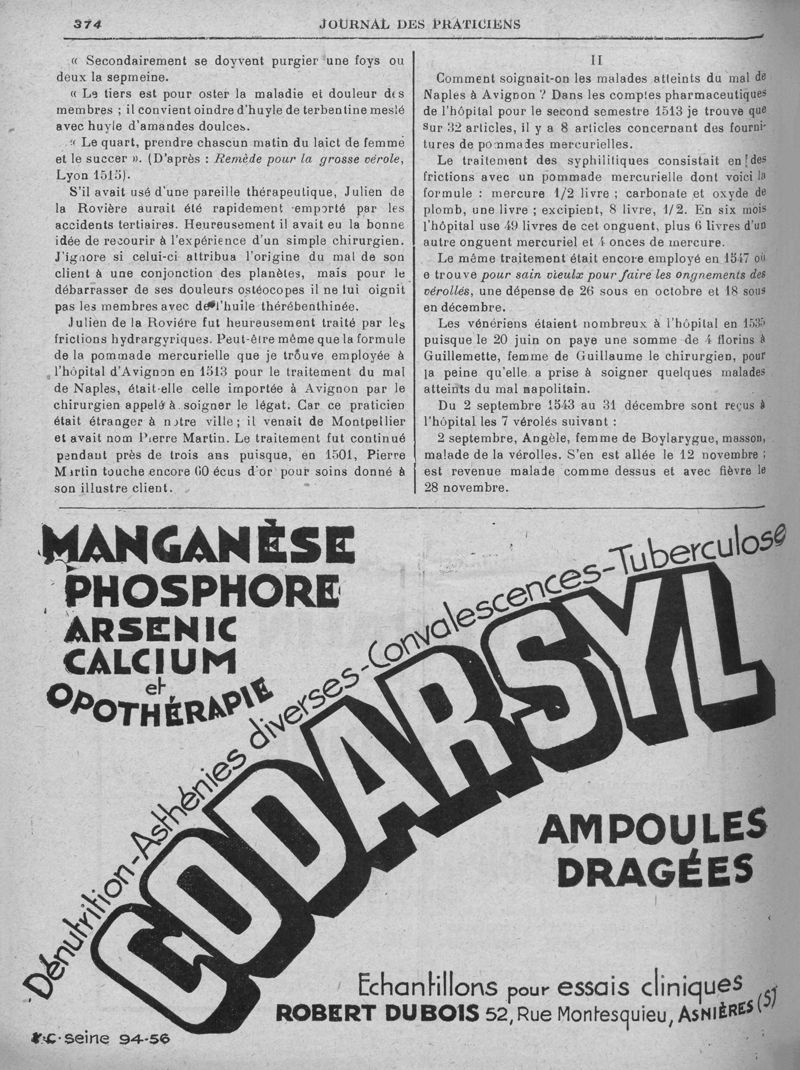 374
JOURNAL DES PRATICIENS
« Secondairement se doyvent purgier une foys ou
deux la sepmeine.
« Le tiers est pour oster la maladie et douleur des
membres ; il convient oindre d'huyle de terbentine meslé
avec huyle d'amandes doulces.
« Le quart, prendre chascun matin du laict de femme
et le succer ». (D'après : Remède pour la grosse vérole,
Lyon 1515).
S'il avait usé d'une pareille thérapeutique, Julien de
la Rovière aurait été rapidement emporté par les
accidents tertiaires. Heureusement il avait eu la bonne
idée de recourir à l'expérience d'un simple chirurgien.
J'ignore si celui-ci attribua l'origine du mal de son
client à une conjonction des planètes, mais pour le
débarrasser de ses douleurs ostéocopes il ne lui oignit
pas les membres avec de l'huile thérébenthinée.
Julien de la Roviére fut heureusement traité par les
frictions hydrargyriques. Peut-être même que la formule
de la pommade mercurielle que je trouve employée à
l'hôpital d'Avignon en 1513 pour le traitement du mal
de Naples, était-elle celle importée à Avignon par le
chirurgien appelé à soigner le légat. Car ce praticien
était étranger à notre ville ; il venait de Montpellier
et avait nom Pierre Martin. Le traitement fut continué
pendant près de trois ans puisque, en 1501, Pierre
Martin touche encore 60 écus d'or pour soins donné à
son illustre client.
II
Comment soignait-on les malades atteints du mal de
Naples à Avignon ? Dans les comptes pharmaceutiques
de l'hôpital pour le second semestre 1513 je trouve que
sur 32 articles, il y a 8 articles concernant des fourni-
tures de pommades mercurielles.
Le traitement des syphilitiques consistait en des
frictions avec un pommade mercurielle dont voici la
formule : mercure 1/2 livre ; carbonate et oxyde de
plomb, une livre ; excipient, 8 livre, 1/2. En six mois
l'hôpital use 49 livres de cet onguent, plus 6 livres d'un
autre onguent mercuriel et 4 onces de mercure.
Le même traitement était encore employé en 1547 où
e trouve pour sain vieulx pour faire les ongnements des
vérollés, une dépense de 26 sous en octobre et 18 sous
en décembre.
Les vénériens étaient nombreux à l'hôpital en 1535
puisque le 20 juin on paye une somme de 4 florins à
Guillemette, femme de Guillaume le chirurgien, pour
la peine qu'elle a prise à soigner quelques malades
atteints du mal napolitain.
Du 2 septembre 1543 au 31 décembre sont reçus à
l'hôpital les 7 vérolés suivant :
2 septembre, Angèle, femme de Boylarygue, masson,
malade de la vérolles. S'en est allée le 12 novembre ;
est revenue malade comme dessus et avec fièvre le
28 novembre.
MANGANÈSE
PHOSPHORE
ARSENIC
CALCIUM
et
OPOTHÉRAPIE
Dénutrition-Asthénies diverses-Convalescences-Tuberculose
CODARSYL
AMPOULES
DRAGÉES
Echantillons pour essais cliniques
ROBERT DUBOIS 52, Rue Montesquieu, ASNIÈRES (S)
Seine 94-56